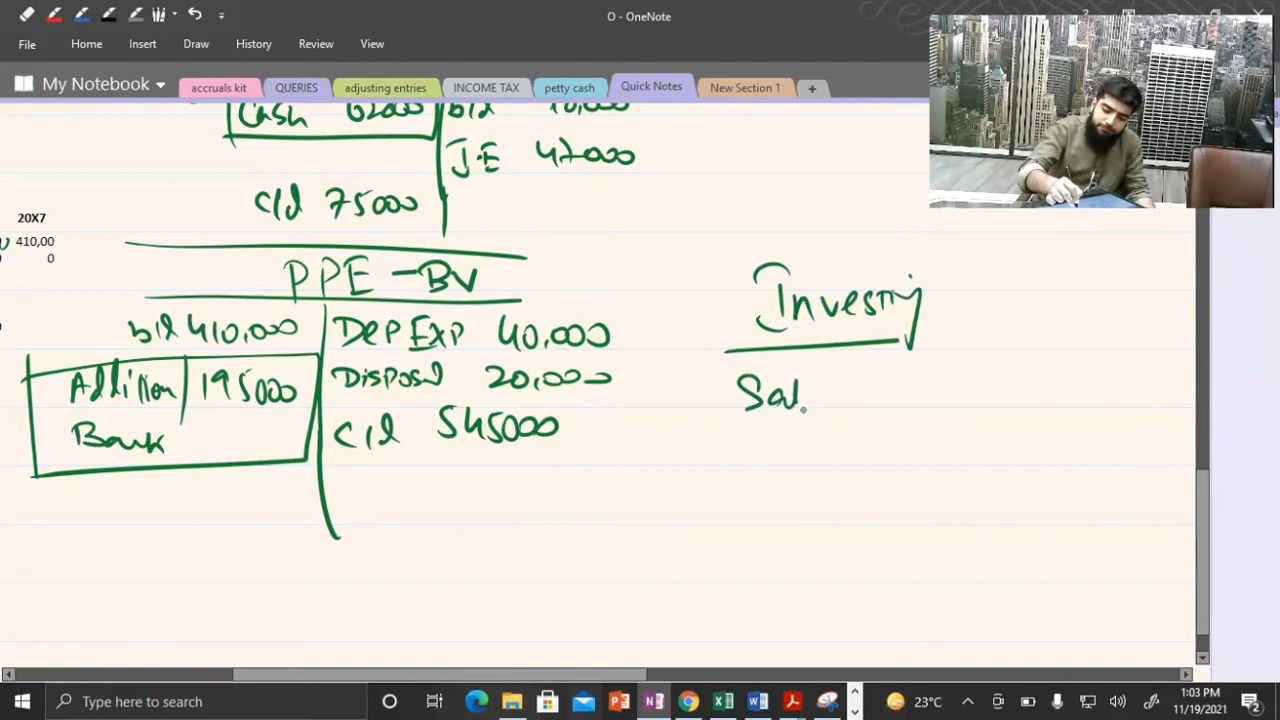 O - OneNote
File Home Insert Draw History Review View
My Notebook accruals kit QUERIES adjusting entries INCOMETAX petty cash Quick Notes New Section 1
Cash 62000
J.E 47000
c/d 75000
20X7
410,00
0
PPE - BV
b/d 410,000 Dep Exp 40,000
Addition 195000 Disposal 20,000
Bank c/d 545000
Investing
Sal
Type here to search 23°C 1:03 PM
11/19/2021
2